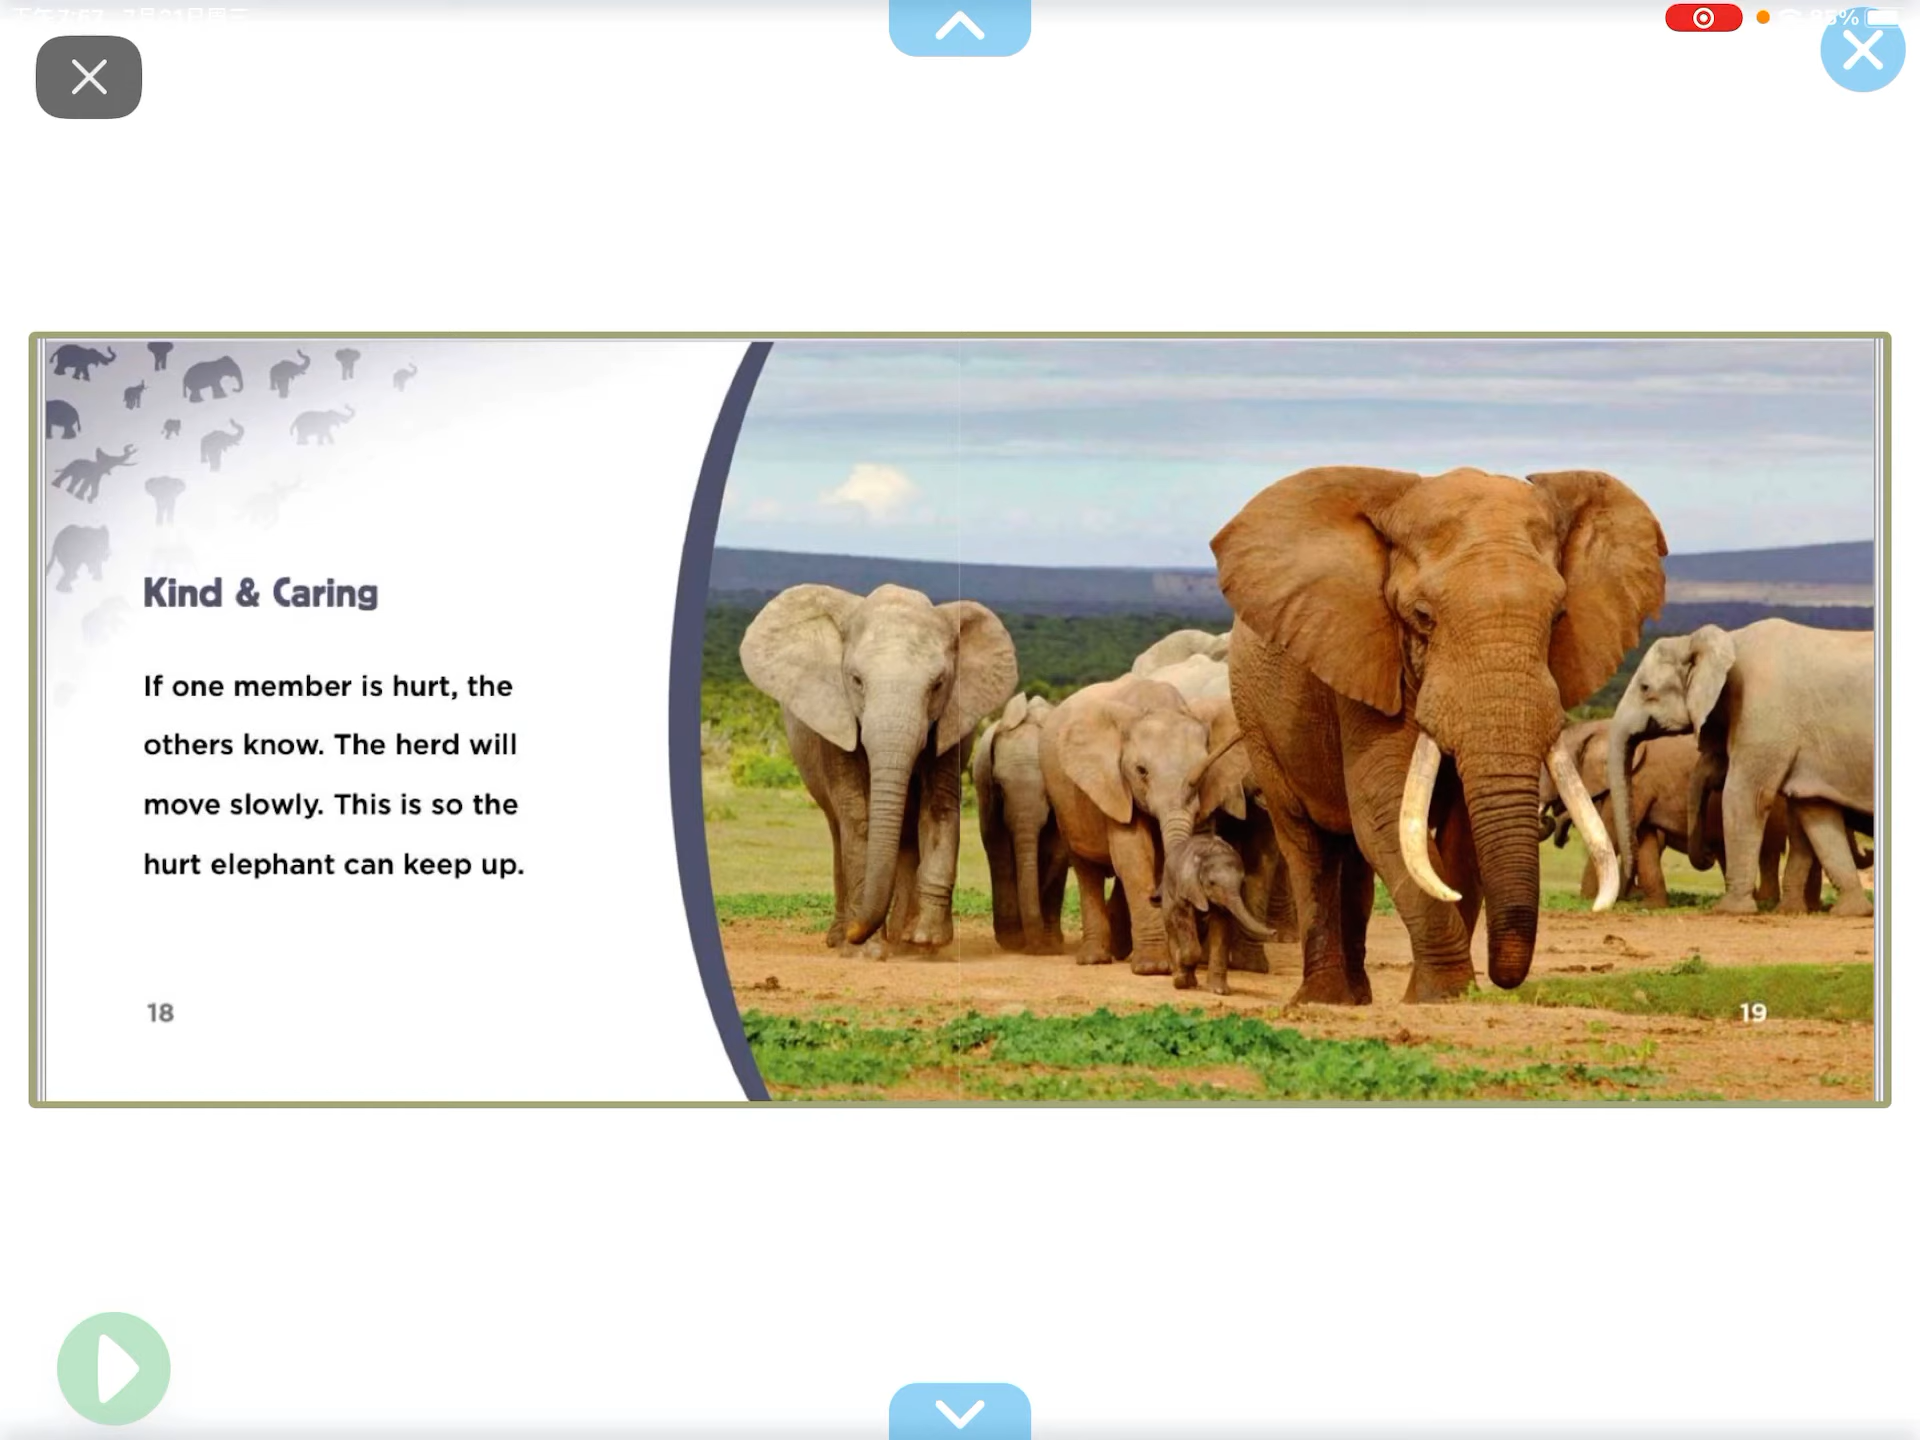 Kind & Caring
If one member is hurt, the
others know. The herd will
move slowly. This is so the
hurt elephant can keep up.
18
19